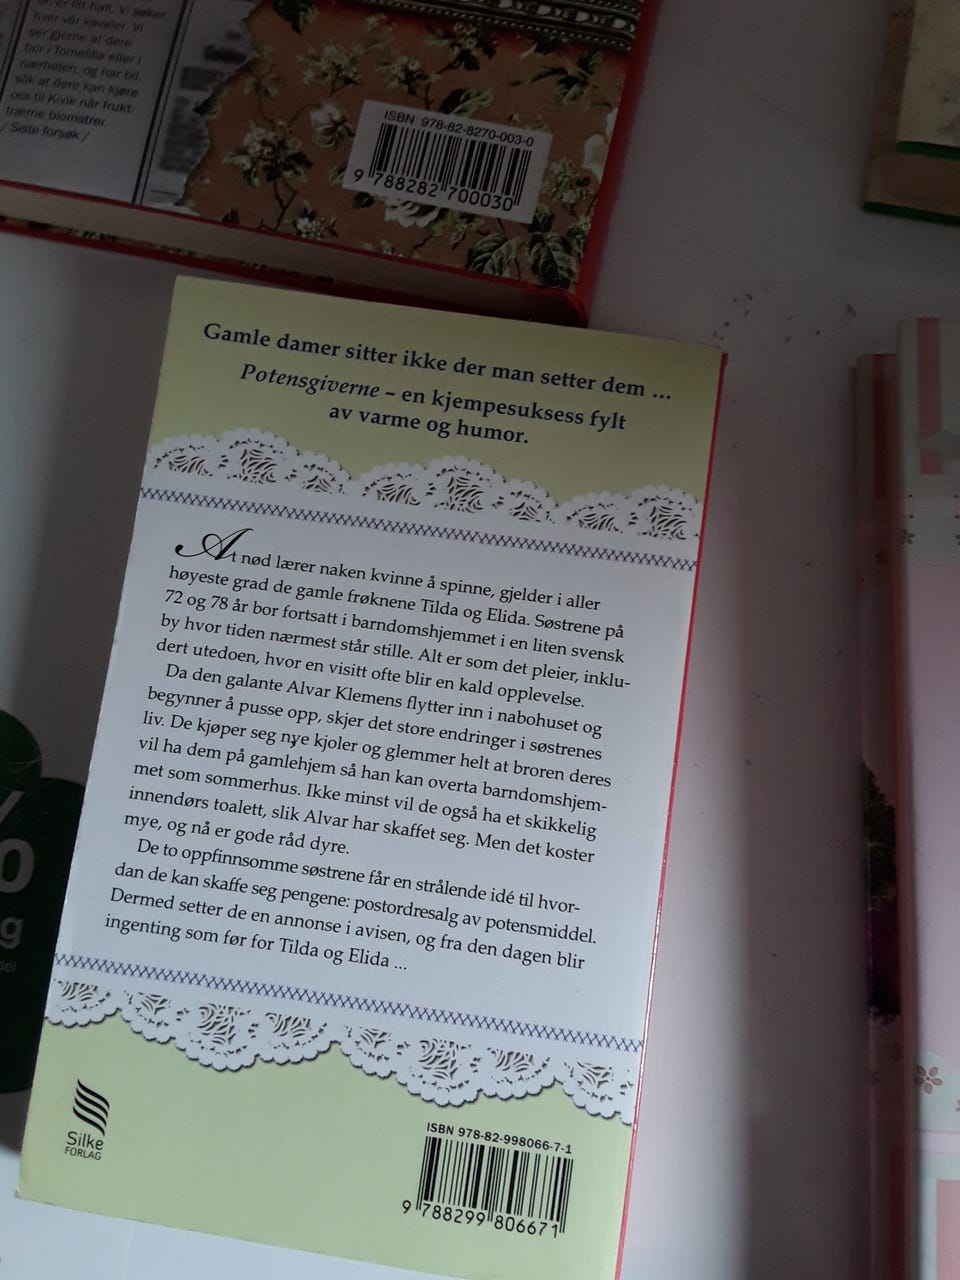 er litt halt. Vi søker
hver vår kavaler. Vi
ser gjerne at dere
bor i Tomelilla eller i
nærheten, og har bil,
slik at dere kan kjøre
oss til Kivik når frukt-
trærne blomstrer.
/ Siste forsøk /
ISBN: 978-82-8270-003-0
9 788282 700030
Gamle damer sitter ikke der man setter dem ...
Potensgiverne – en kjempesuksess fylt
av varme og humor.
At nød lærer naken kvinne å spinne, gjelder i aller
høyeste grad de gamle frøknene Tilda og Elida. Søstrene på
72 og 78 år bor fortsatt i barndomshjemmet i en liten svensk
by hvor tiden nærmest står stille. Alt er som det pleier, inklu-
dert utedoen, hvor en visitt ofte blir en kald opplevelse.
Da den galante Alvar Klemens flytter inn i nabohuset og
begynner å pusse opp, skjer det store endringer i søstrenes
liv. De kjøper seg nye kjoler og glemmer helt at broren deres
vil ha dem på gamlehjem så han kan overta barndomshjem-
met som sommerhus. Ikke minst vil de også ha et skikkelig
innendørs toalett, slik Alvar har skaffet seg. Men det koster
mye, og nå er gode råd dyre.
De to oppfinnsomme søstrene får en strålende idé til hvor-
dan de kan skaffe seg pengene: postordresalg av potensmiddel.
Dermed setter de en annonse i avisen, og fra den dagen blir
ingenting som før for Tilda og Elida ...
Silke
FORLAG
ISBN 978-82-998066-7-1
9 788299 806671